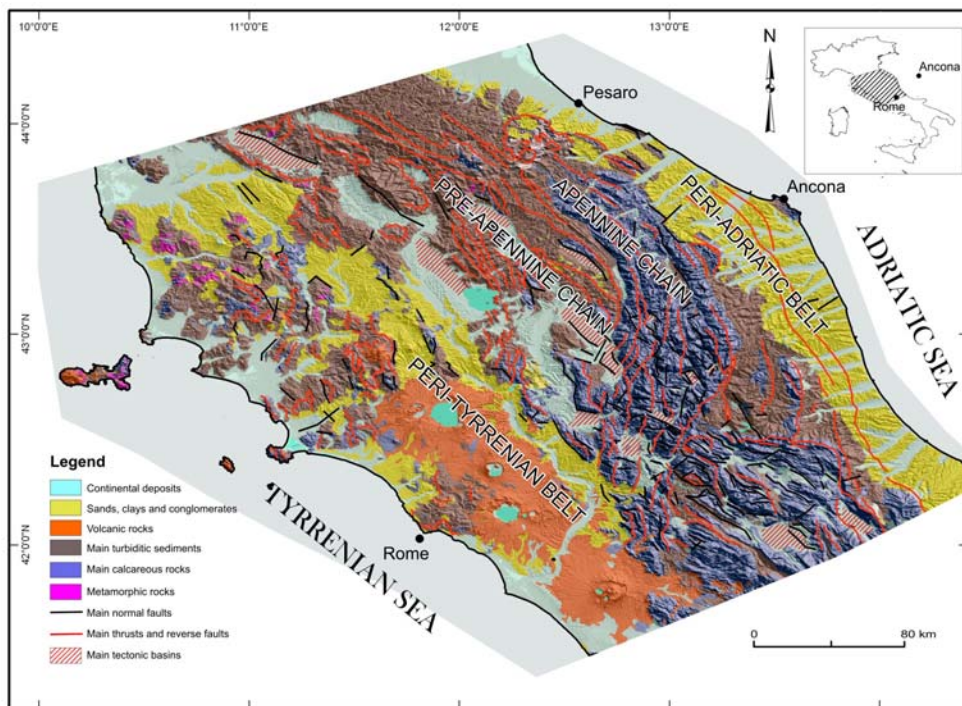 10°0'0"E 11°0'0"E 12°0'0"E 13°0'0"E
N
Ancona
Rome
Pesaro
44°0'0"N
Ancona
APENNINE CHAIN
PRE-APENNINE CHAIN
PERI-ADRIATIC BELT
ADRIATIC SEA
43°0'0"N
PERI-TYRRENIAN BELT
TYRRENIAN SEA
Rome
42°0'0"N
Legend
Continental deposits
Sands, clays and conglomerates
Volcanic rocks
Main turbiditic sediments
Main calcareous rocks
Metamorphic rocks
Main normal faults
Main thrusts and reverse faults
Main tectonic basins
0 80 km